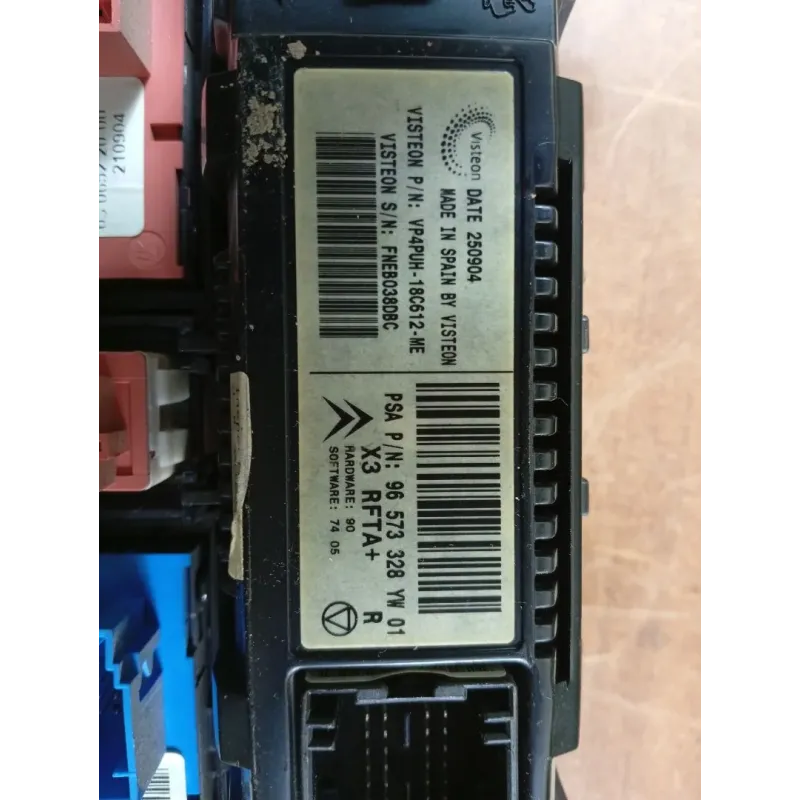 Visteon
DATE 250904
MADE IN SPAIN BY VISTEON
VISTEON P/N: VP4PUH-18C612-ME
VISTEON S/N: FNEB038DBC
PSA P/N: 96 573 328 YW 01
X3 RFTA+ R
HARDWARE: 90
SOFTWARE: 74 05
210904